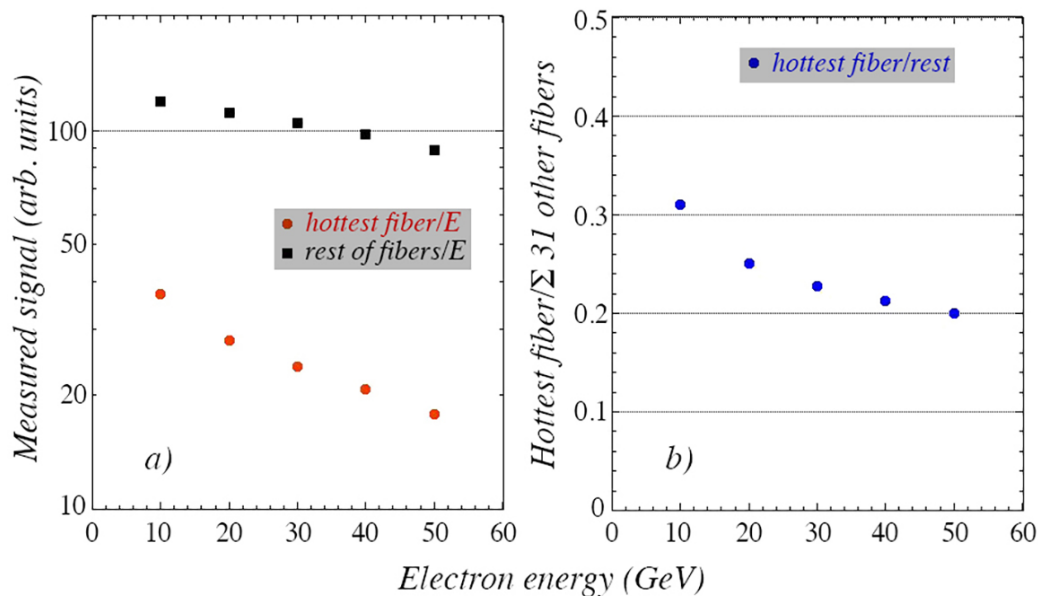 Measured signal (arb. units)
100
50
20
10
hottest fiber/E
rest of fibers/E
a)
0 10 20 30 40 50 60
Hottest fiber/Σ 31 other fibers
0.5
0.4
0.3
0.2
0.1
0
hottest fiber/rest
b)
0 10 20 30 40 50 60
Electron energy (GeV)